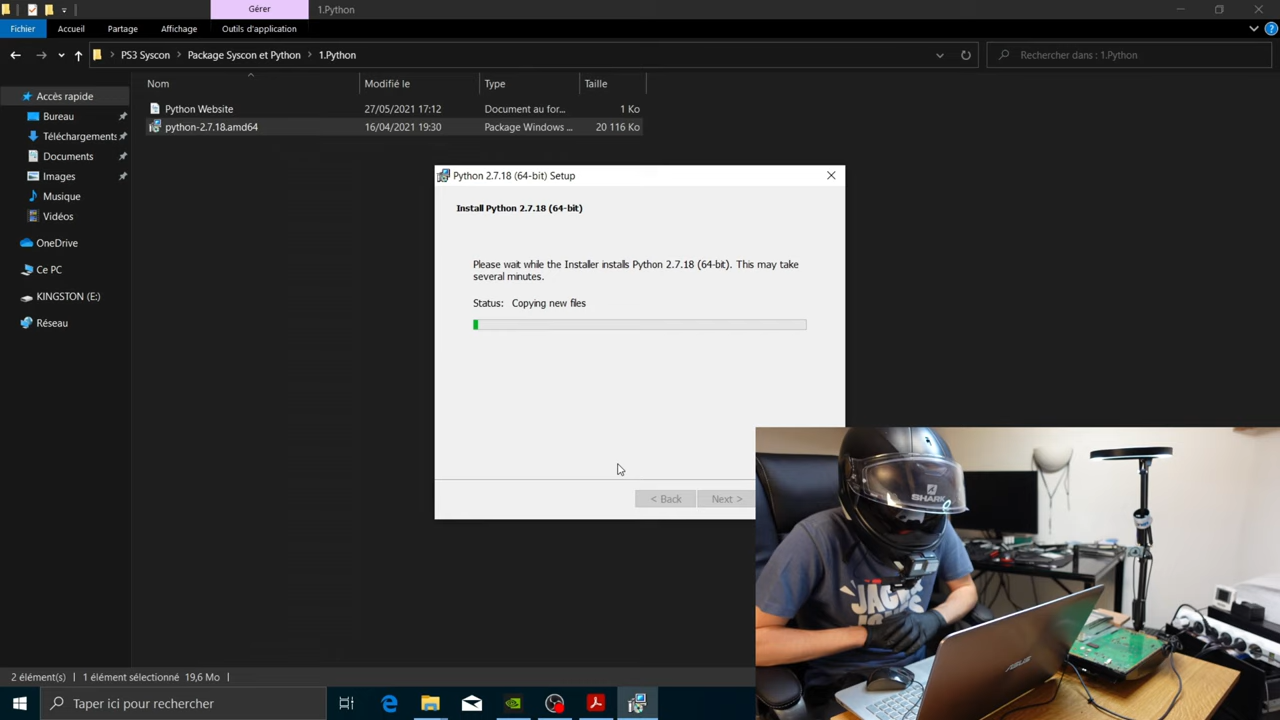 Gérer
1.Python
Fichier
Accueil
Partage
Affichage
Outils d'application
PS3 Syscon
Package Syscon et Python
1.Python
Rechercher dans : 1.Python
Nom
Modifié le
Type
Taille
Accès rapide
Python Website
27/05/2021 17:12
Document au for...
1 Ko
Bureau
python-2.7.18.amd64
16/04/2021 19:30
Package Windows ...
20 116 Ko
Téléchargements
Documents
Images
Musique
Vidéos
OneDrive
Ce PC
KINGSTON (E:)
Réseau
Python 2.7.18 (64-bit) Setup
Install Python 2.7.18 (64-bit)
Please wait while the Installer installs Python 2.7.18 (64-bit). This may take
several minutes.
Status: Copying new files
< Back
Next >
SHARK
JACK
ASUS
2 élément(s)
1 élément sélectionné 19,6 Mo
Taper ici pour rechercher